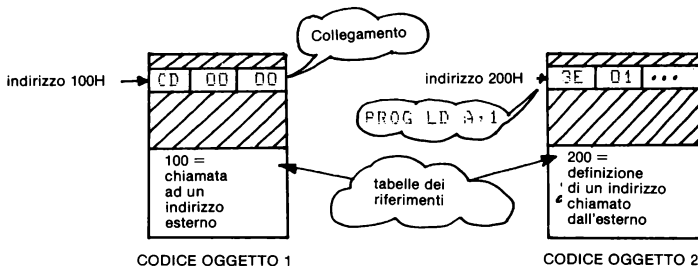 Collegamento
indirizzo 100H
CD 00 00
indirizzo 200H
3E 01 ...
PROG LD A,1
100 =
chiamata
ad un
indirizzo
esterno
tabelle dei
riferimenti
200 =
definizione
di un indirizzo
chiamato
dall'esterno
CODICE OGGETTO 1
CODICE OGGETTO 2